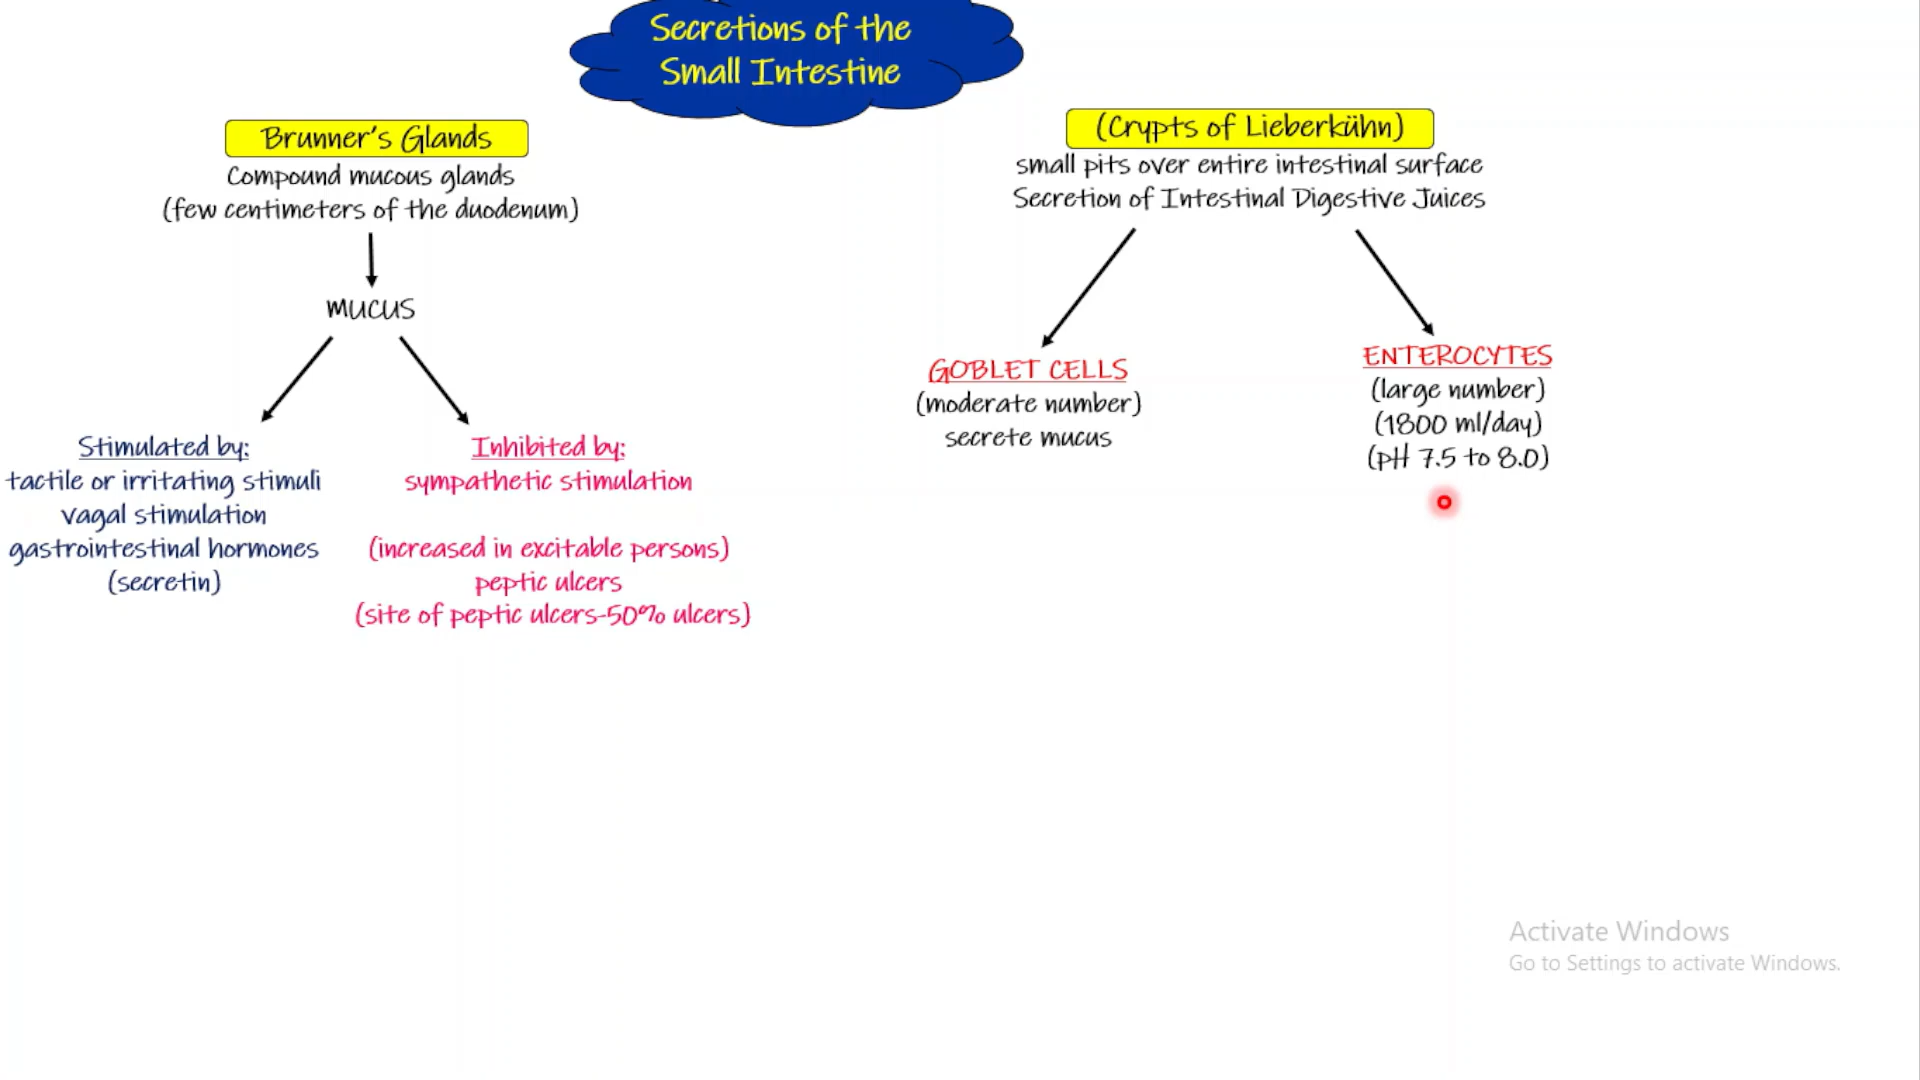 Secretions of the
Small Intestine
Brunner's Glands
Compound mucous glands
(few centimeters of the duodenum)
MUCUS
Stimulated by:
tactile or irritating stimuli
vagal stimulation
gastrointestinal hormones
(secretin)
Inhibited by:
sympathetic stimulation
(increased in excitable persons)
peptic ulcers
(site of peptic ulcers-50% ulcers)
(Crypts of Lieberkühn)
small pits over entire intestinal surface
Secretion of Intestinal Digestive Juices
GOBLET CELLS
(moderate number)
secrete mucus
ENTEROCYTES
(large number)
(1800 ml/day)
(pH 7.5 to 8.0)
Activate Windows
Go to Settings to activate Windows.